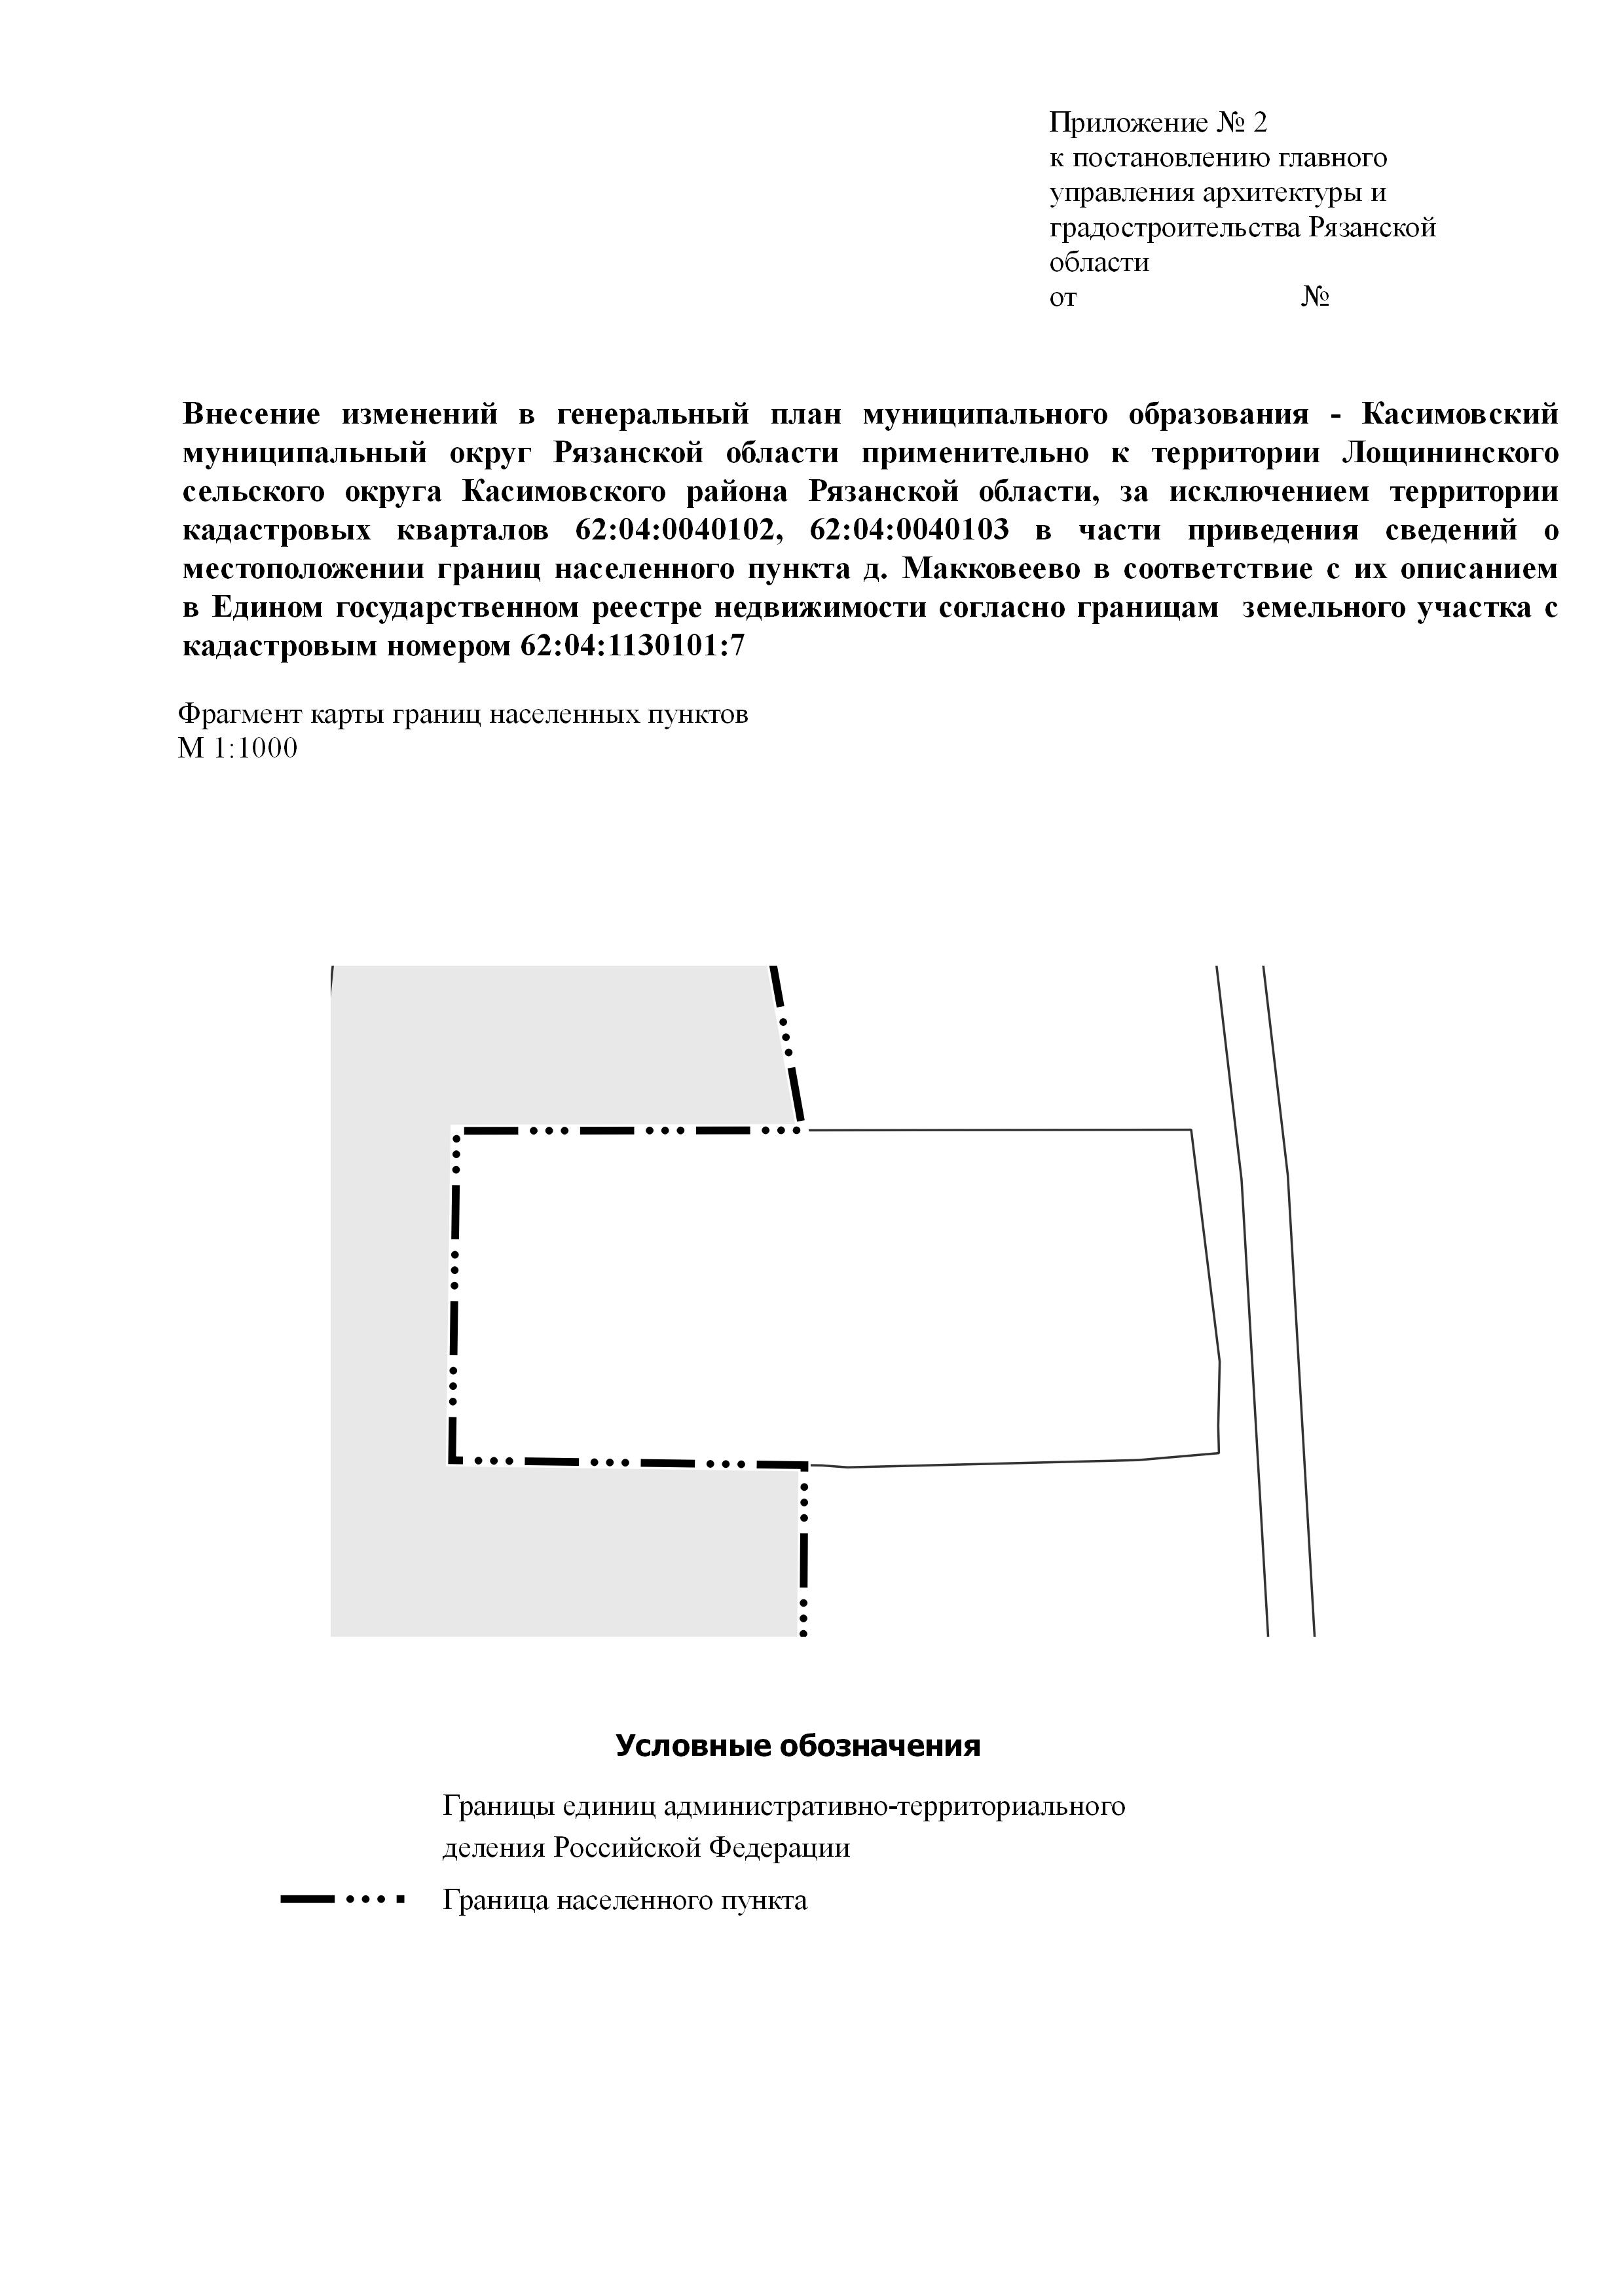 Приложение № 2
к постановлению главного
управления архитектуры и
градостроительства Рязанской
области
от №
Внесение изменений в генеральный план муниципального образования - Касимовский
муниципальный округ Рязанской области применительно к территории Лощининского
сельского округа Касимовского района Рязанской области, за исключением территории
кадастровых кварталов 62:04:0040102, 62:04:0040103 в части приведения сведений о
местоположении границ населенного пункта д. Макковеево в соответствие с их описанием
в Едином государственном реестре недвижимости согласно границам земельного участка с
кадастровым номером 62:04:1130101:7
Фрагмент карты границ населенных пунктов
М 1:1000
Условные обозначения
Границы единиц административно-территориального
деления Российской Федерации
Граница населенного пункта